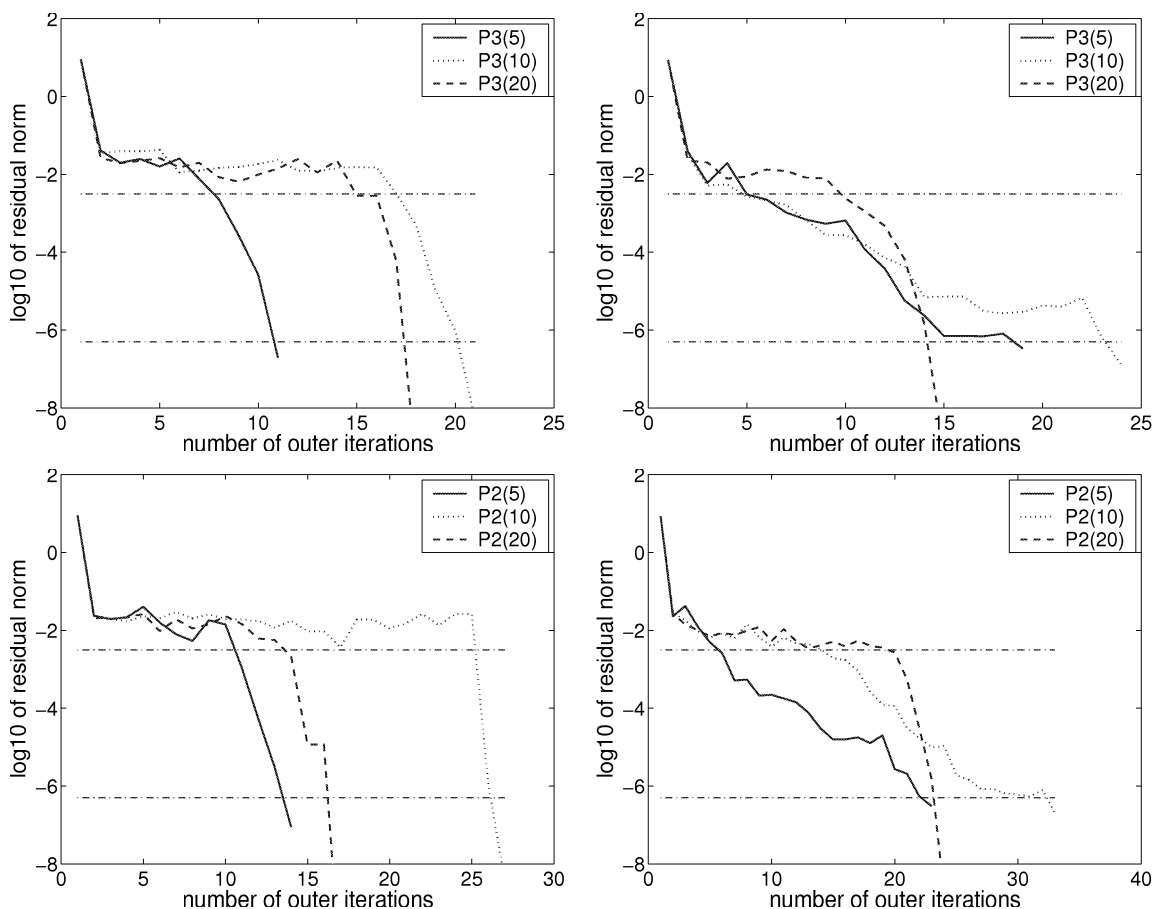 2
0
−2
−4
−6
−8
0 5 10 15 20 25
log10 of residual norm
number of outer iterations
P3(5)
P3(10)
P3(20)
2
0
−2
−4
−6
−8
0 5 10 15 20 25
log10 of residual norm
number of outer iterations
P3(5)
P3(10)
P3(20)
2
0
−2
−4
−6
−8
0 5 10 15 20 25 30
log10 of residual norm
number of outer iterations
P2(5)
P2(10)
P2(20)
2
0
−2
−4
−6
−8
0 10 20 30 40
log10 of residual norm
number of outer iterations
P2(5)
P2(10)
P2(20)